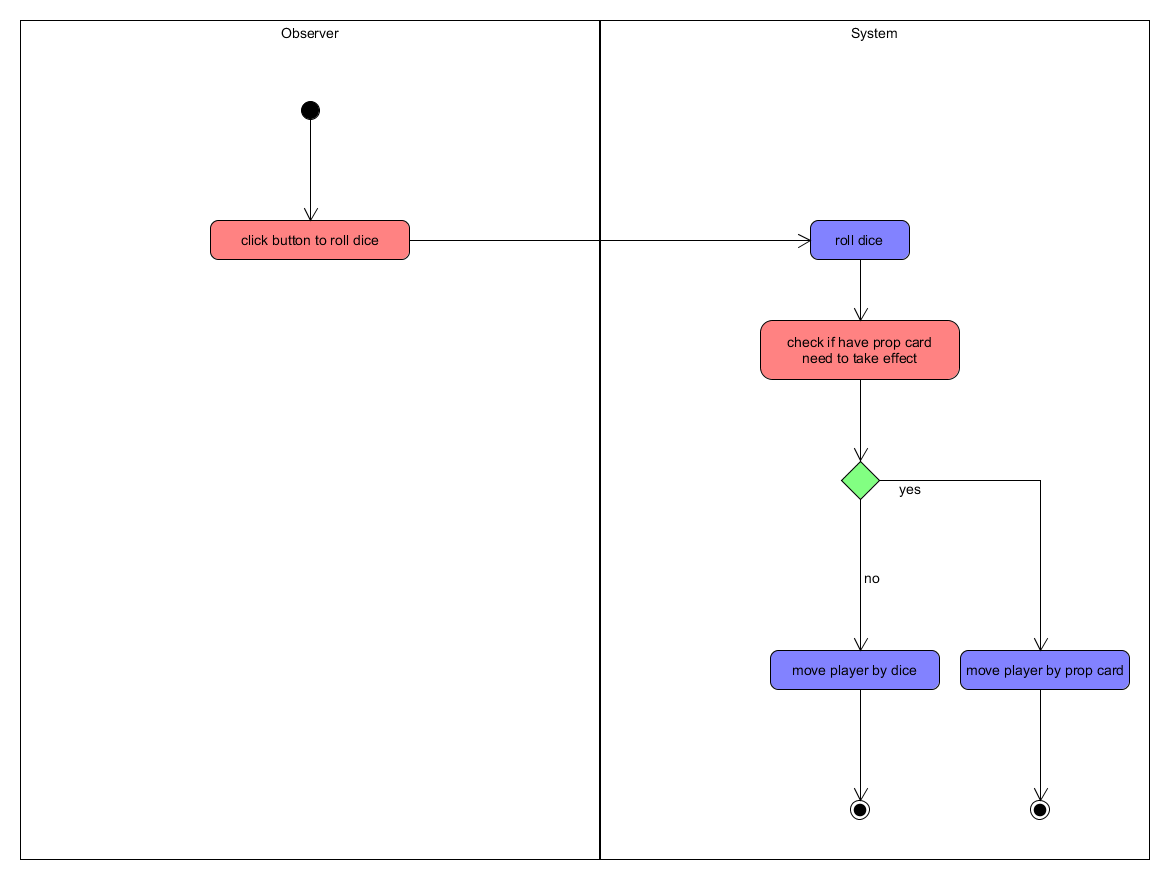 Observer
System
click button to roll dice
roll dice
check if have prop card
need to take effect
yes
no
move player by dice
move player by prop card